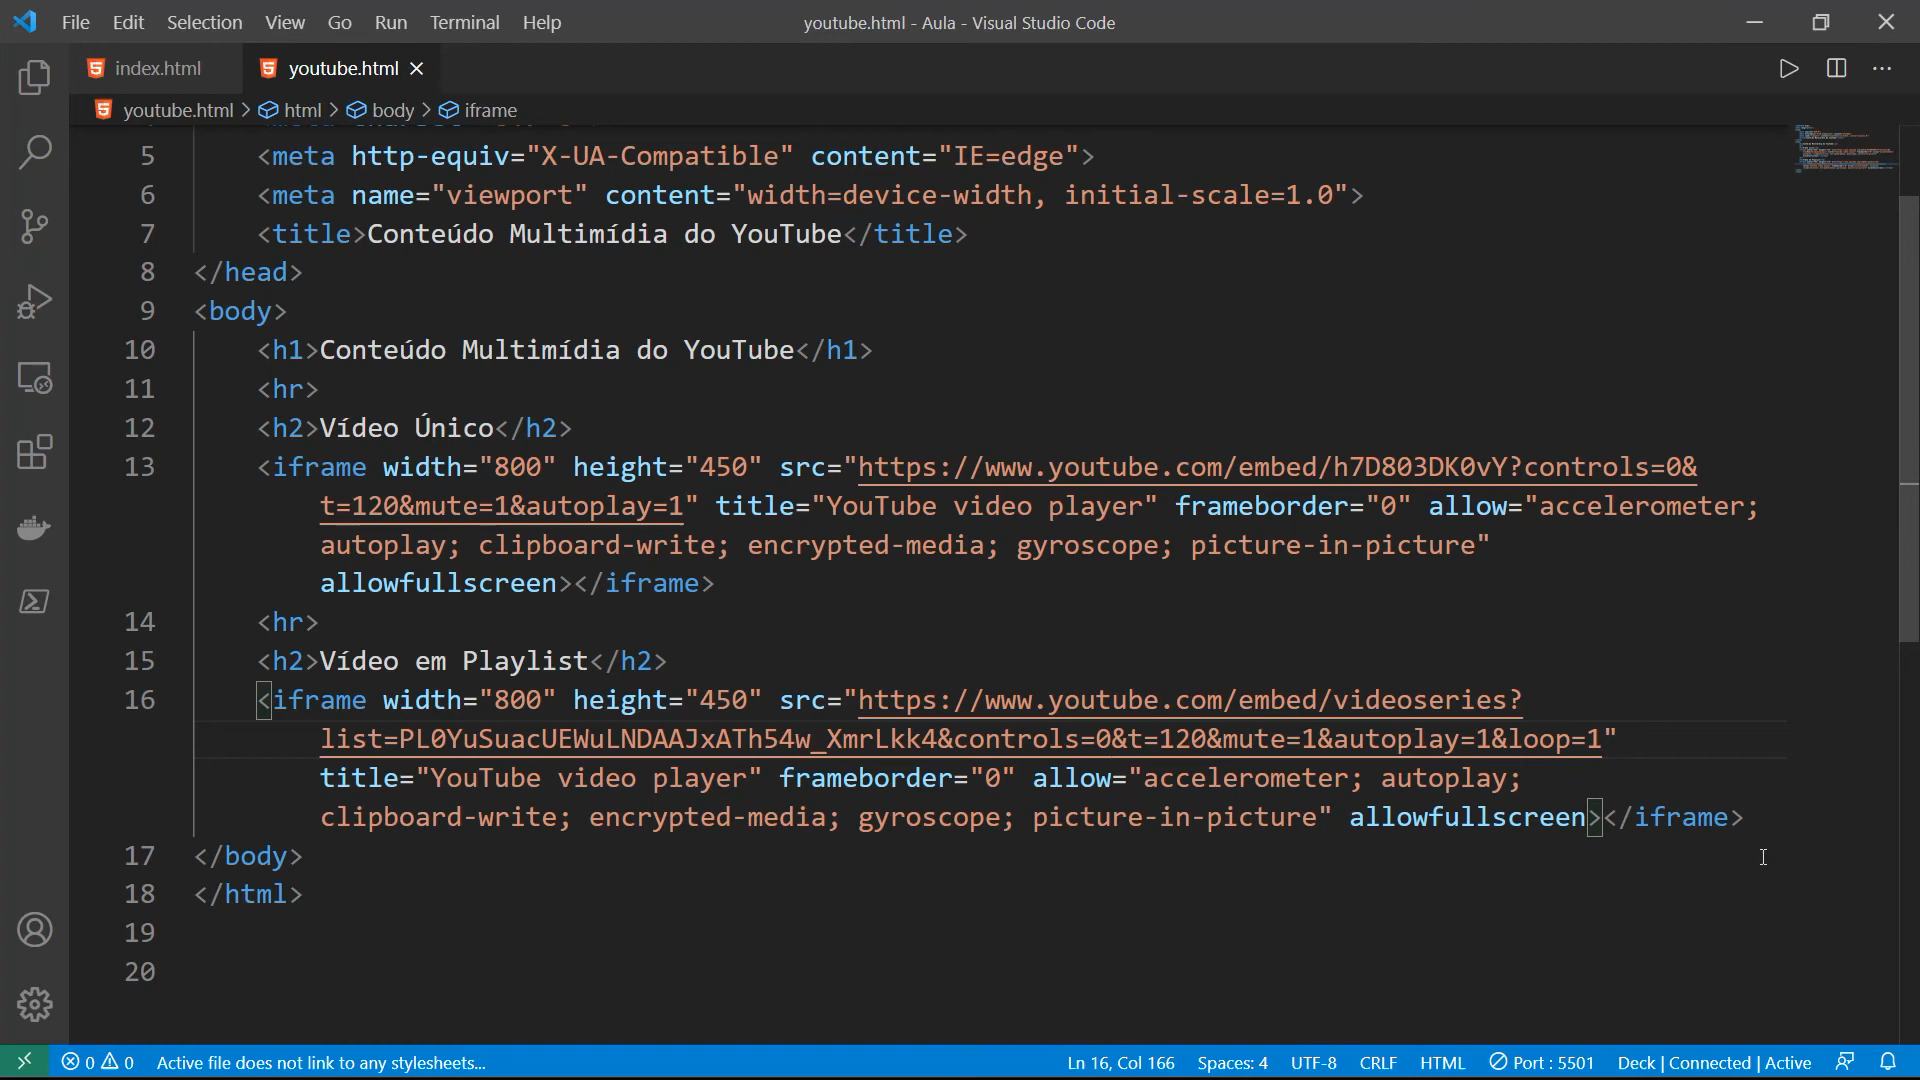 File Edit Selection View Go Run Terminal Help youtube.html - Aula - Visual Studio Code
index.html youtube.html
youtube.html > html > body > iframe
5 <meta http-equiv="X-UA-Compatible" content="IE=edge">
6 <meta name="viewport" content="width=device-width, initial-scale=1.0">
7 <title>Conteúdo Multimídia do YouTube</title>
8 </head>
9 <body>
10 <h1>Conteúdo Multimídia do YouTube</h1>
11 <hr>
12 <h2>Vídeo Único</h2>
13 <iframe width="800" height="450" src="https://www.youtube.com/embed/h7D803DK0vY?controls=0&
t=120&mute=1&autoplay=1" title="YouTube video player" frameborder="0" allow="accelerometer;
autoplay; clipboard-write; encrypted-media; gyroscope; picture-in-picture"
allowfullscreen></iframe>
14 <hr>
15 <h2>Vídeo em Playlist</h2>
16 <iframe width="800" height="450" src="https://www.youtube.com/embed/videoseries?
list=PL0YuSuacUEWuLNDAAJxATh54w_XmrLkk4&controls=0&t=120&mute=1&autoplay=1&loop=1"
title="YouTube video player" frameborder="0" allow="accelerometer; autoplay;
clipboard-write; encrypted-media; gyroscope; picture-in-picture" allowfullscreen></iframe>
17 </body>
18 </html>
19
20
0 0 Active file does not link to any stylesheets... Ln 16, Col 166 Spaces: 4 UTF-8 CRLF HTML Port : 5501 Deck | Connected | Active